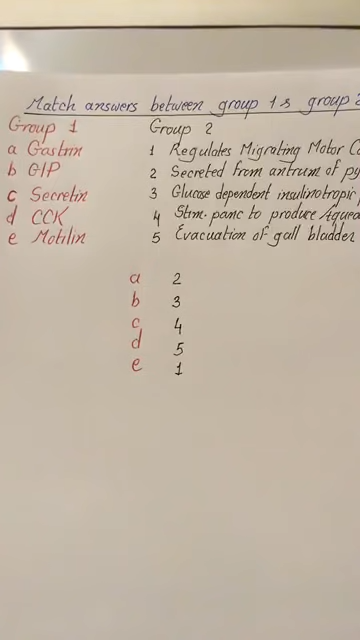 Match answers between group 1 & group 2
Group 1 Group 2
a Gastrin 1 Regulates Migrating Motor
b GIP 2 Secreted from antrum of
c Secretin 3 Glucose dependent insulinotropic
d CCK 4 Stm. panc to produce
e Motilin 5 Evacuation of gall bladder
a 2
b 3
c 4
d 5
e 1